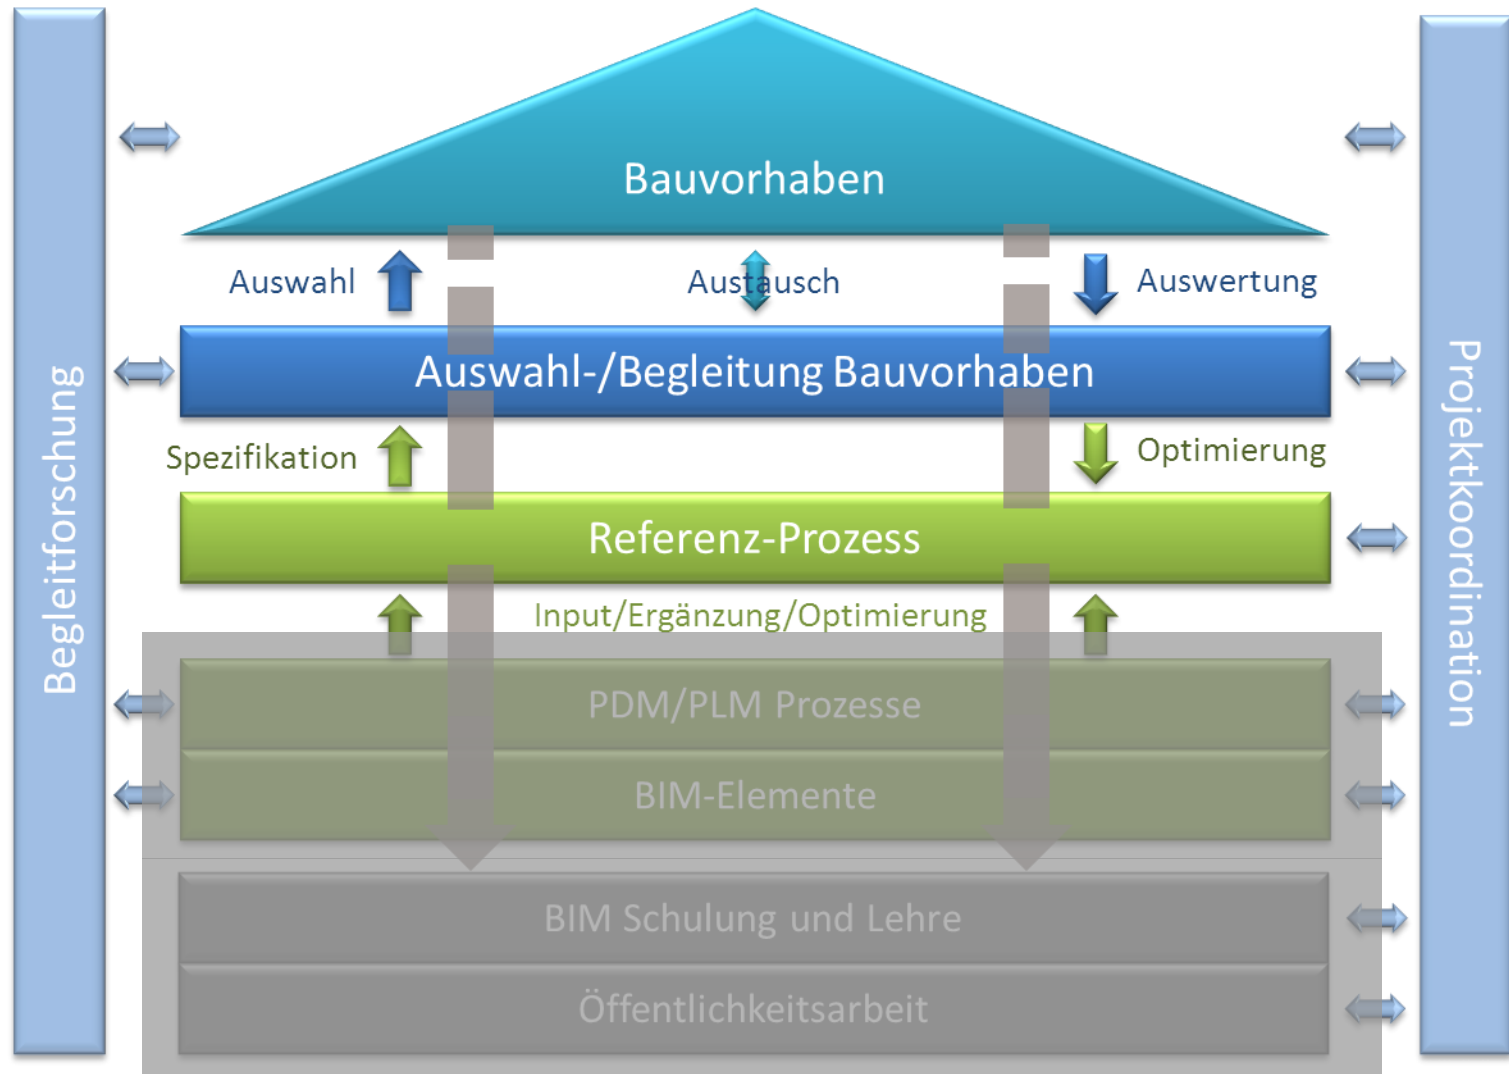 Begleitforschung
Bauvorhaben
Auswahl
Austausch
Auswertung
Auswahl-/Begleitung Bauvorhaben
Spezifikation
Optimierung
Referenz-Prozess
Input/Ergänzung/Optimierung
PDM/PLM Prozesse
BIM-Elemente
BIM Schulung und Lehre
Öffentlichkeitsarbeit
Projektkoordination